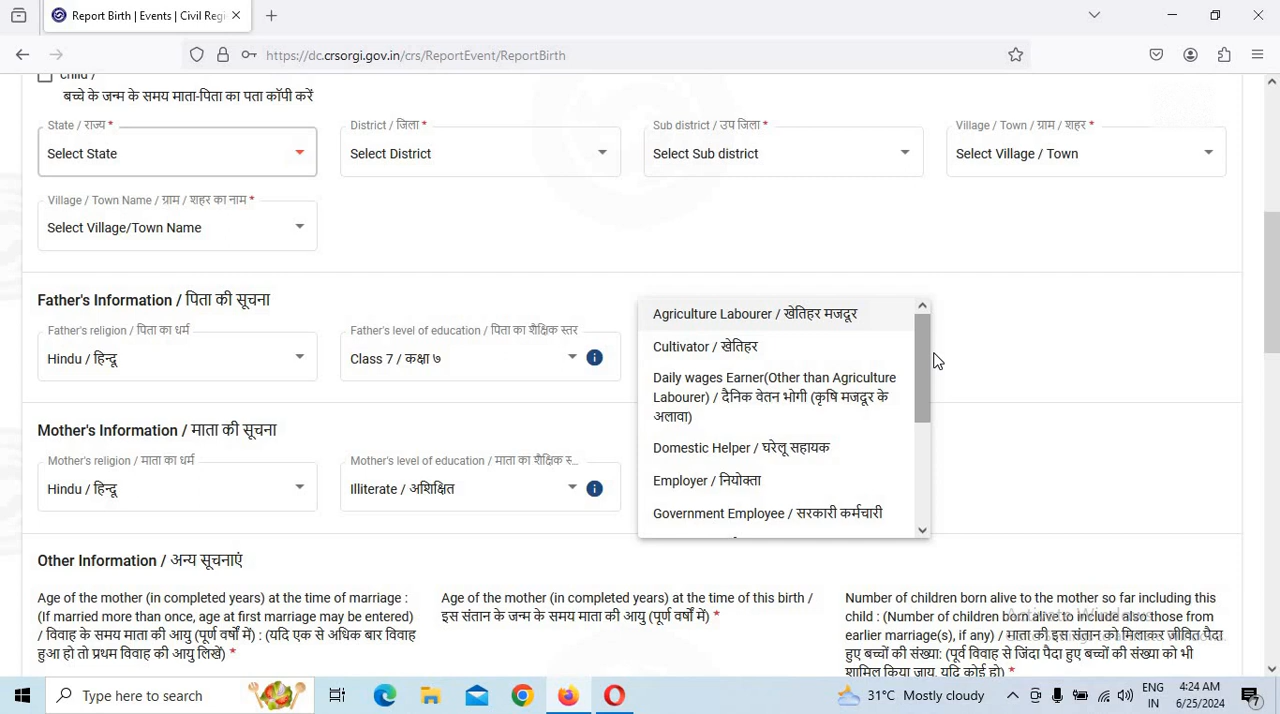 Report Birth | Events | Civil Regi
https://dc.crsorgi.gov.in/crs/ReportEvent/ReportBirth
child /
बच्चे के जन्म के समय माता-पिता का पता कॉपी करें
State / राज्य *
District / जिला *
Sub district / उप जिला *
Village / Town / ग्राम / शहर *
Select State
Select District
Select Sub district
Select Village / Town
Village / Town Name / ग्राम / शहर का नाम *
Select Village/Town Name
Father's Information / पिता की सूचना
Father's religion / पिता का धर्म
Father's level of education / पिता का शैक्षिक स्तर
Hindu / हिन्दू
Class 7 / कक्षा ७
Agriculture Labourer / खेतिहर मजदूर
Cultivator / खेतिहर
Daily wages Earner(Other than Agriculture
Labourer) / दैनिक वेतन भोगी (कृषि मजदूर के
अलावा)
Domestic Helper / घरेलू सहायक
Employer / नियोक्ता
Government Employee / सरकारी कर्मचारी
Mother's Information / माता की सूचना
Mother's religion / माता का धर्म
Mother's level of education / माता का शैक्षिक स्‍...
Hindu / हिन्दू
Illiterate / अशिक्षित
Other Information / अन्य सूचनाएं
Age of the mother (in completed years) at the time of marriage :
(If married more than once, age at first marriage may be entered)
/ विवाह के समय माता की आयु (पूर्ण वर्षों में) : (यदि एक से अधिक बार विवाह
हुआ हो तो प्रथम विवाह की आयु लिखें) *
Age of the mother (in completed years) at the time of this birth /
इस संतान के जन्म के समय माता की आयु (पूर्ण वर्षों में) *
Number of children born alive to the mother so far including this
child : (Number of children born alive to include also those from
earlier marriage(s), if any) / माता की इस संतान को मिलाकर जीवित पैदा
हुए बच्चों की संख्या: (पूर्व विवाह से जिंदा पैदा हुए बच्चों की संख्या को भी
शामिल किया जाय, यदि कोई हो) *
Activate Windows
Type here to search
31°C Mostly cloudy
ENG
IN
4:24 AM
6/25/2024
7